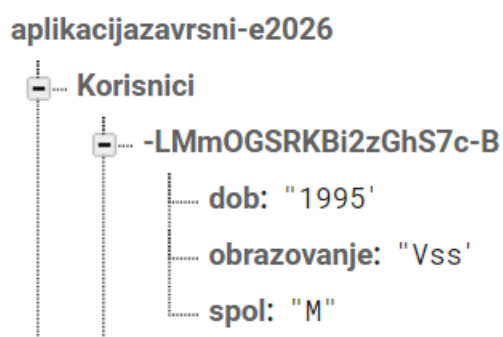 aplikacijazavrsni-e2026
Korisnici
-LMmOGSRKBi2zGhS7c-B
dob: "1995'
obrazovanje: "Vss'
spol: "M"